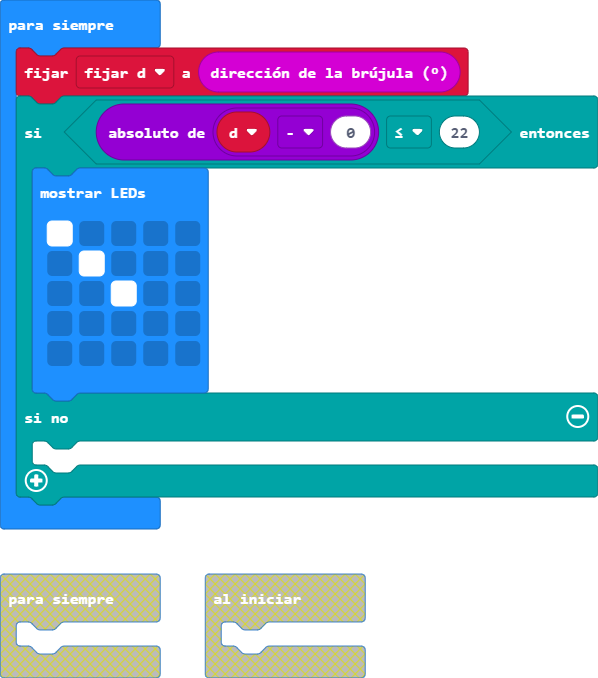 para siempre
fijar fijar d a dirección de la brújula (º)
si absoluto de d - 0 ≤ 22 entonces
mostrar LEDs
si no
para siempre al iniciar